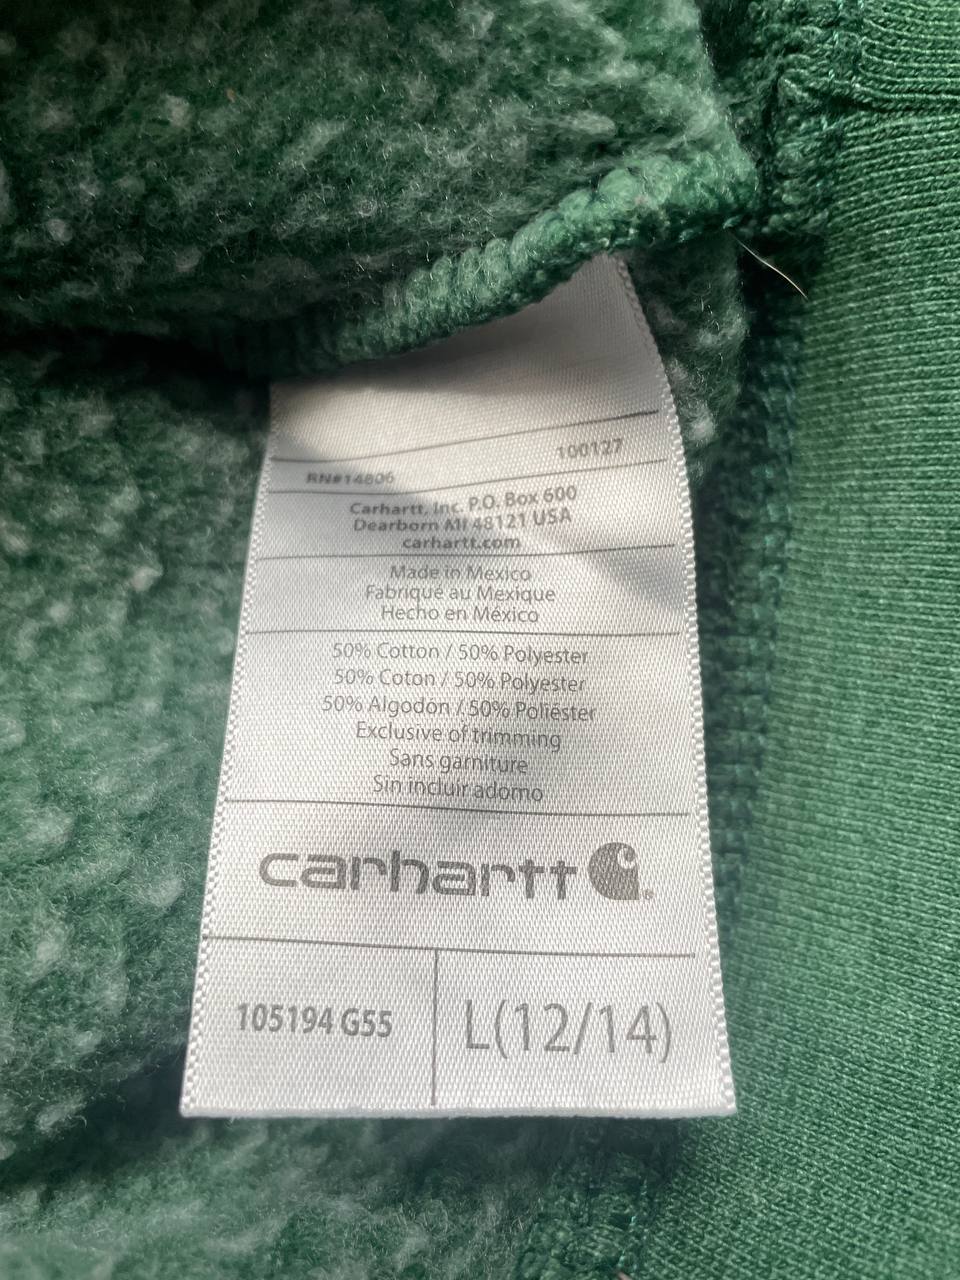 100127
RN#14806
Carhartt, Inc. P.O. Box 600
Dearborn MI 48121 USA
carhartt.com
Made in Mexico
Fabriqué au Mexique
Hecho en México
50% Cotton / 50% Polyester
50% Coton / 50% Polyester
50% Algodón / 50% Poliéster
Exclusive of trimming
Sans garniture
Sin incluir adorno
carhartt
105194 G55
L(12/14)